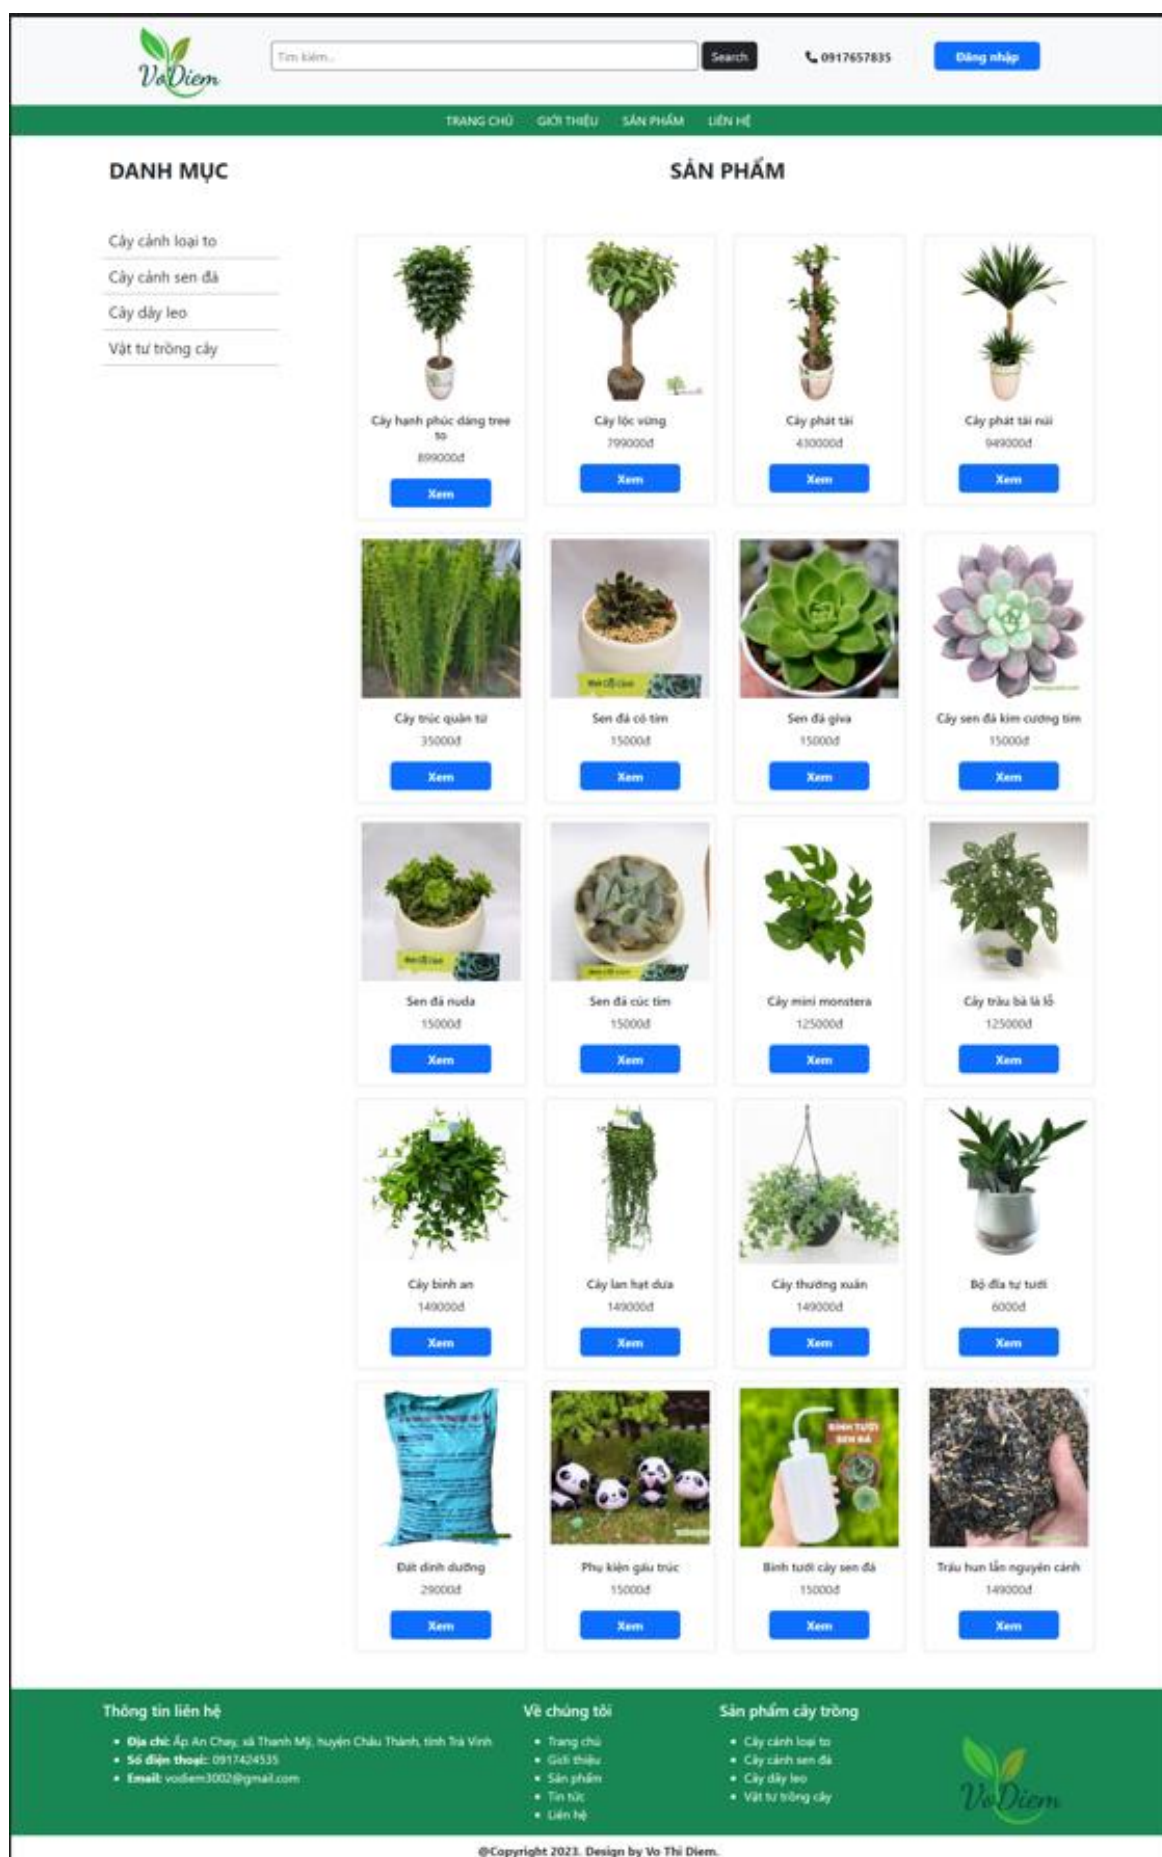 VoDiem
Tìm kiếm...
Search
0917657835
Đăng nhập
TRANG CHỦ GIỚI THIỆU SẢN PHẨM LIÊN HỆ
DANH MỤC
Cây cảnh loại to
Cây cảnh sen đá
Cây dây leo
Vật tư trồng cây
SẢN PHẨM
Cây hạnh phúc dáng tree
to
899000đ
Xem
Cây lộc vừng
799000đ
Xem
Cây phát tài
430000đ
Xem
Cây phát tài núi
949000đ
Xem
Cây trúc quân tử
35000đ
Xem
Sen đá cỏ tím
15000đ
Xem
Sen đá giva
15000đ
Xem
Cây sen đá kim cương tím
15000đ
Xem
Sen đá nuda
15000đ
Xem
Sen đá cúc tím
15000đ
Xem
Cây mini monstera
125000đ
Xem
Cây trầu bà lá lỗ
125000đ
Xem
Cây bình an
149000đ
Xem
Cây lan hạt dưa
149000đ
Xem
Cây thường xuân
149000đ
Xem
Bộ đĩa tự tưới
6000đ
Xem
Đất dinh dưỡng
29000đ
Xem
Phụ kiện gấu trúc
15000đ
Xem
BÌNH TƯỚI
SEN ĐÁ
Bình tưới cây sen đá
15000đ
Xem
Trấu hun lẫn nguyên cánh
149000đ
Xem
Thông tin liên hệ
Địa chỉ: Ấp An Chay, xã Thanh Mỹ, huyện Châu Thành, tỉnh Trà Vinh
Số điện thoại: 0917424535
Email: vodiem3002@gmail.com
Về chúng tôi
Trang chủ
Giới thiệu
Sản phẩm
Tin tức
Liên hệ
Sản phẩm cây trồng
Cây cảnh loại to
Cây cảnh sen đá
Cây dây leo
Vật tư trồng cây
VoDiem
@Copyright 2023. Design by Vo Thi Diem.